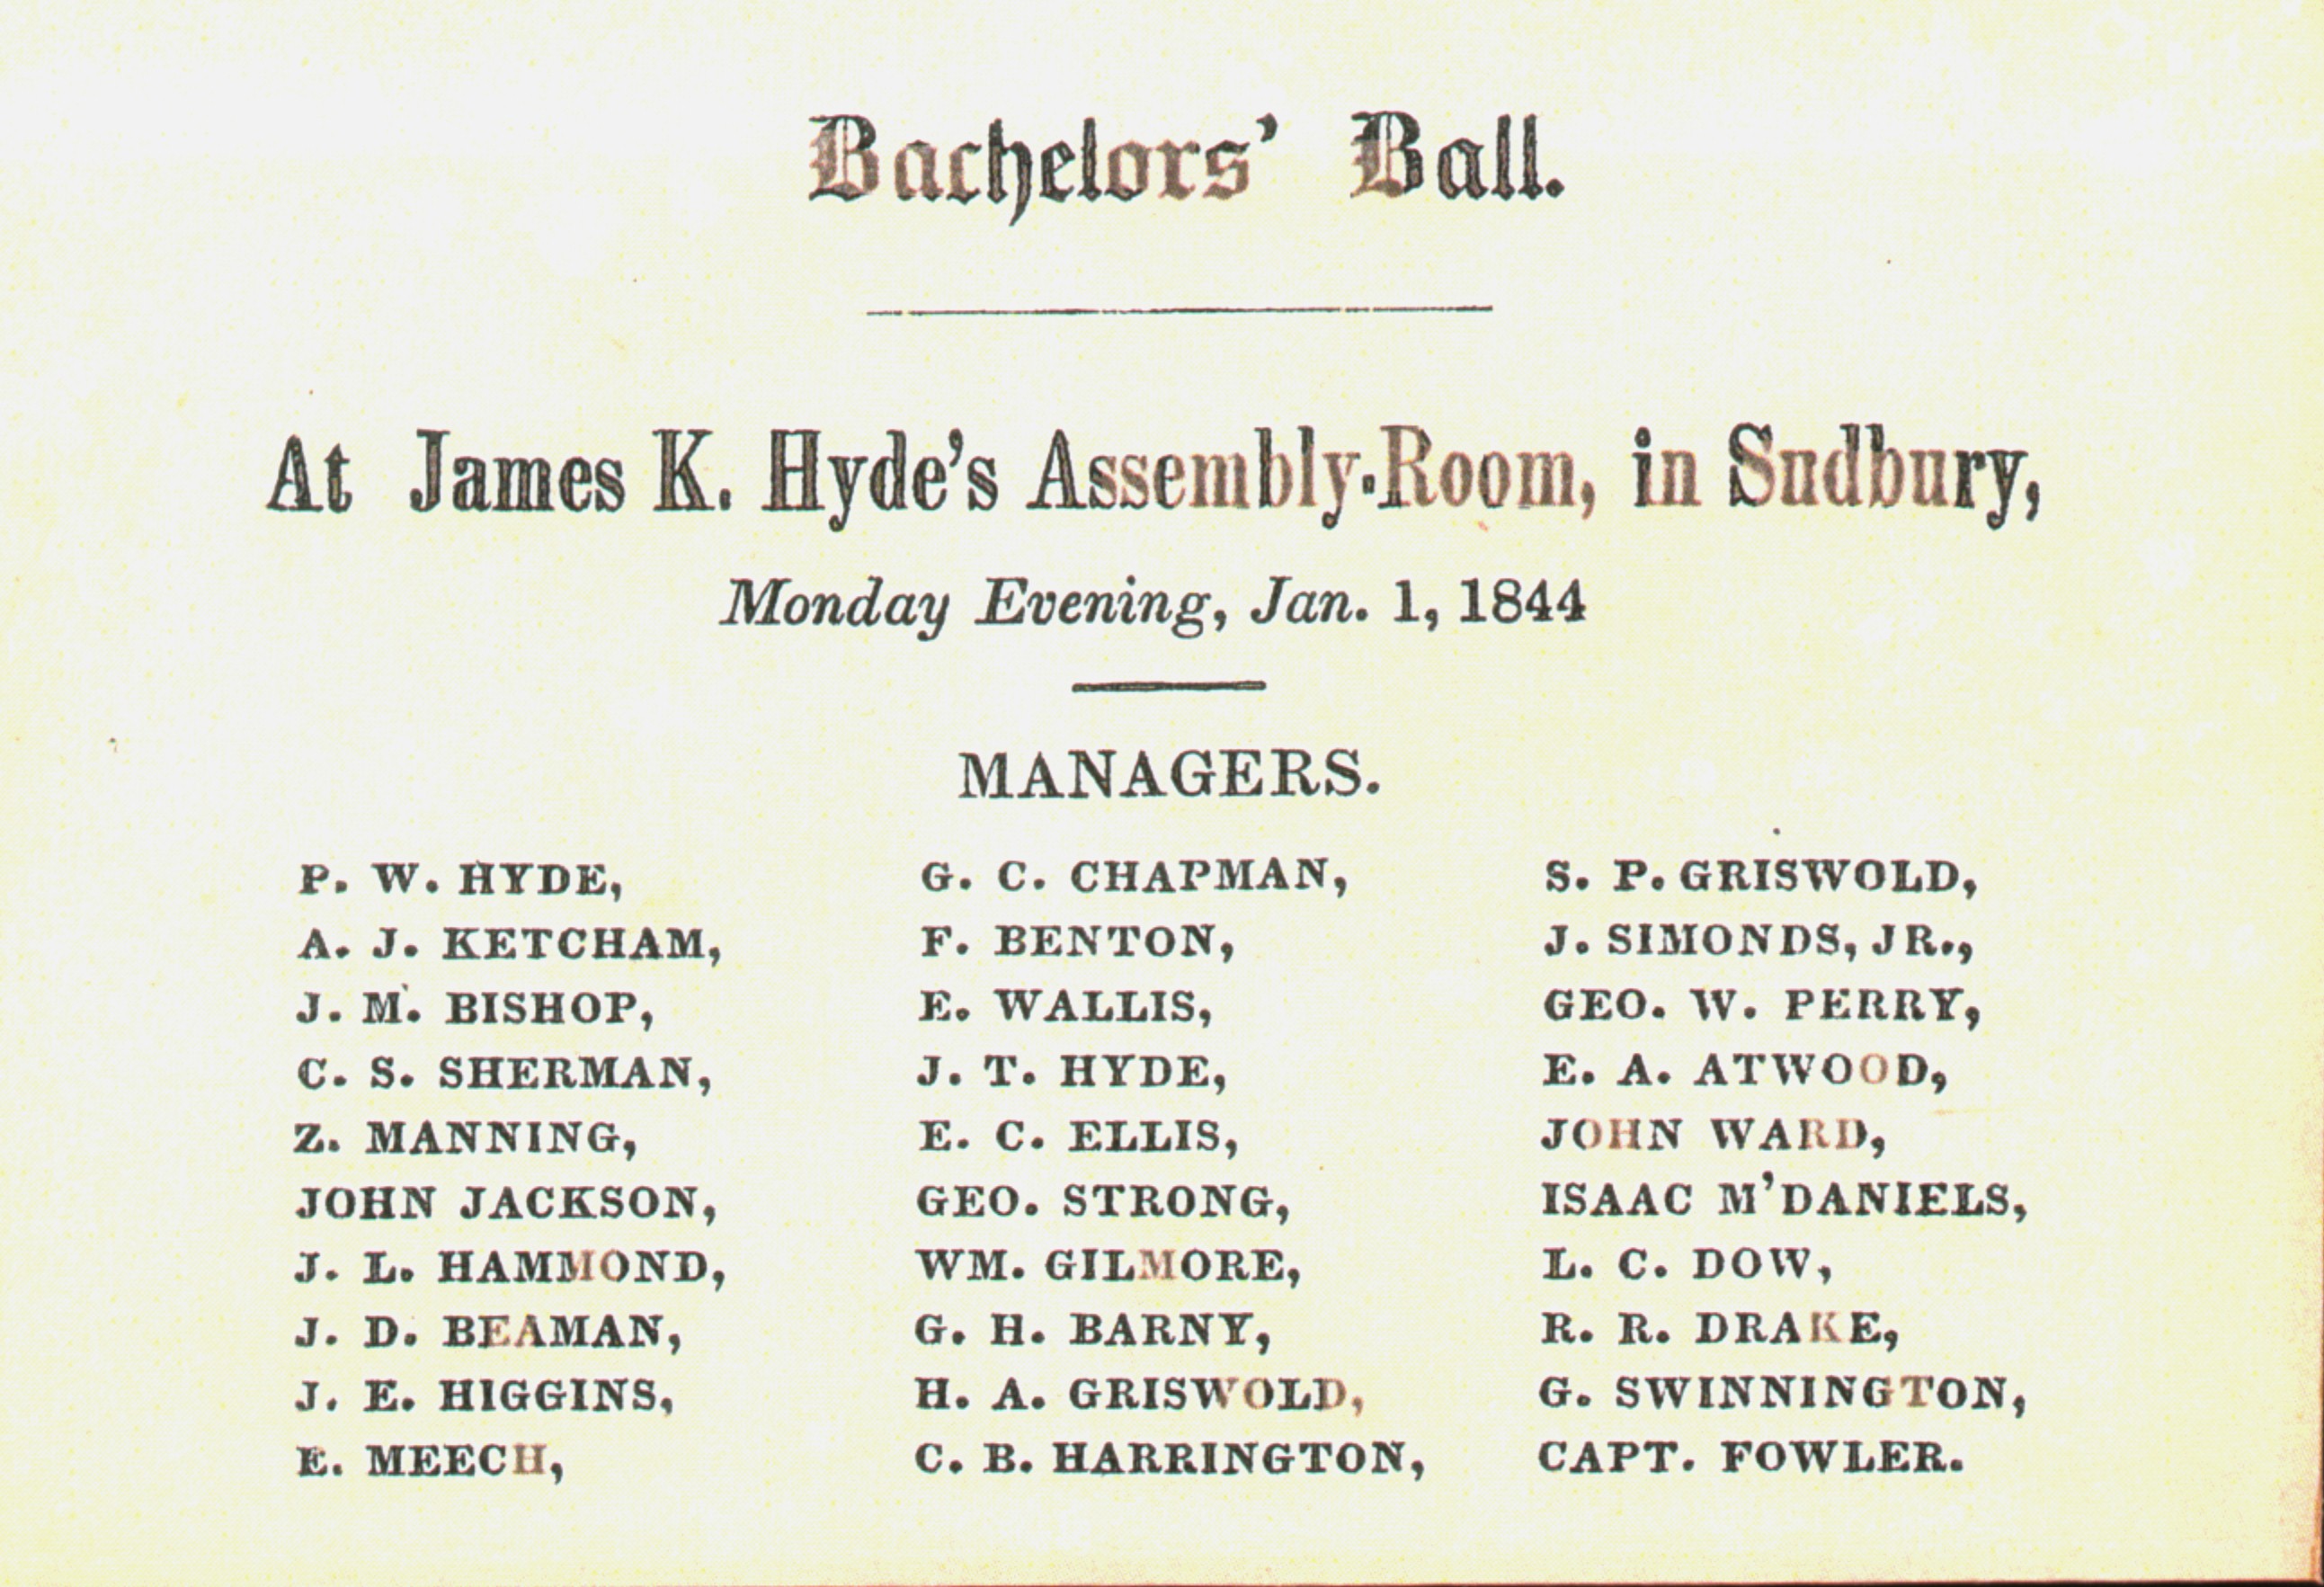 Bachelors' Ball.
At James K. Hyde's Assembly-Room, in Sudbury,
Monday Evening, Jan. 1, 1844
MANAGERS.
P. W. HYDE,
A. J. KETCHAM,
J. M. BISHOP,
C. S. SHERMAN,
Z. MANNING,
JOHN JACKSON,
J. L. HAMMOND,
J. D. BEAMAN,
J. E. HIGGINS,
E. MEECH,
G. C. CHAPMAN,
F. BENTON,
E. WALLIS,
J. T. HYDE,
E. C. ELLIS,
GEO. STRONG,
WM. GILMORE,
G. H. BARNY,
H. A. GRISWOLD,
C. B. HARRINGTON,
S. P. GRISWOLD,
J. SIMONDS, JR.,
GEO. W. PERRY,
E. A. ATWOOD,
JOHN WARD,
ISAAC M'DANIELS,
L. C. DOW,
R. R. DRAKE,
G. SWINNINGTON,
CAPT. FOWLER.